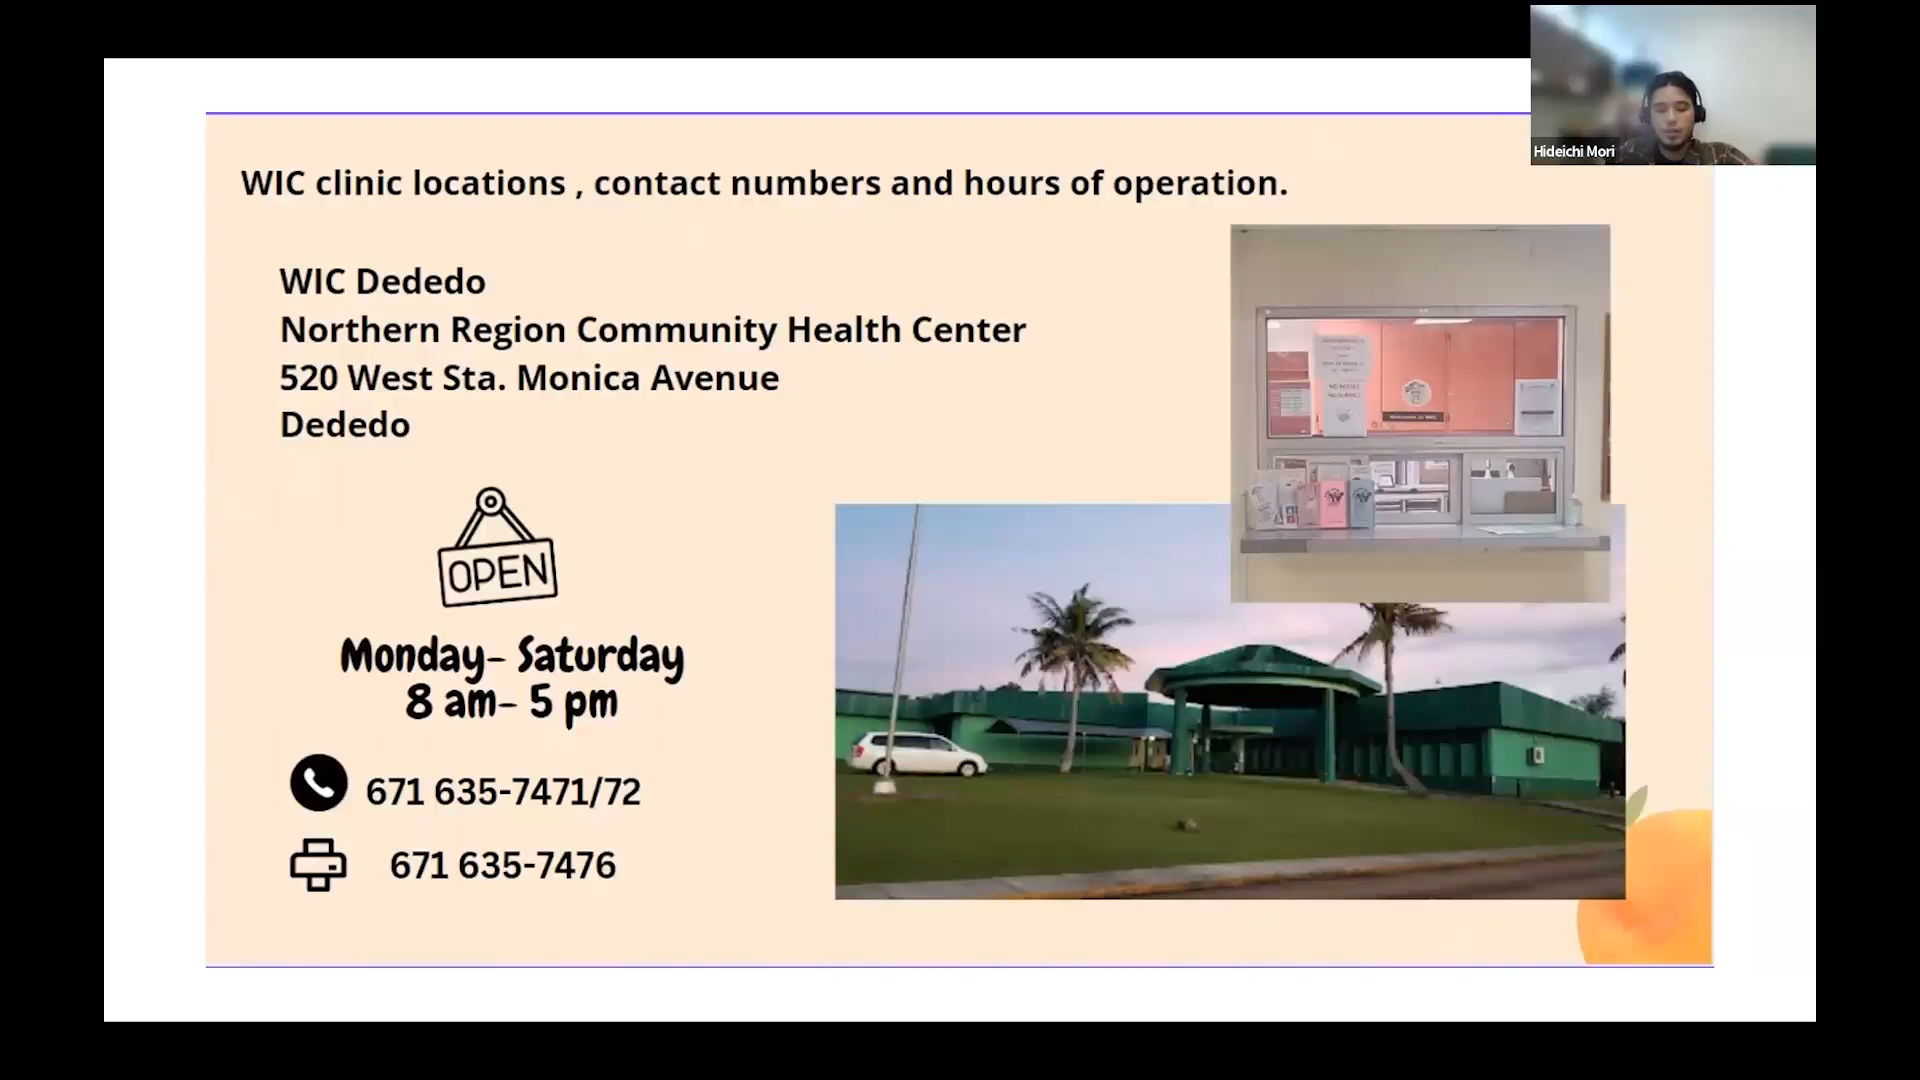 Hideichi Mori
WIC clinic locations , contact numbers and hours of operation.
WIC Dededo
Northern Region Community Health Center
520 West Sta. Monica Avenue
Dededo
OPEN
Monday- Saturday
8 am- 5 pm
671 635-7471/72
671 635-7476